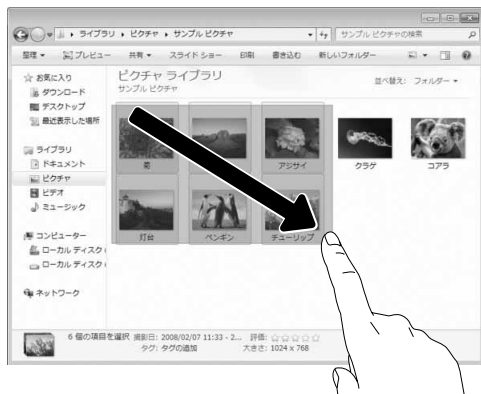 ライブラリ ▸ ピクチャ ▸ サンプル ピクチャ
サンプル ピクチャの検索
整理 ▾ プレビュー 共有 ▾ スライド ショー 印刷 書き込む 新しいフォルダー
お気に入り
ダウンロード
デスクトップ
最近表示した場所
ライブラリ
ドキュメント
ピクチャ
ビデオ
ミュージック
コンピューター
ローカル ディスク
ローカル ディスク
ネットワーク
ピクチャ ライブラリ
サンプル ピクチャ
並べ替え: フォルダー ▾
菊
アジサイ
クラゲ
コアラ
灯台
ペンギン
チューリップ
6 個の項目を選択 撮影日: 2008/02/07 11:33 - 2... 評価: ☆☆☆☆☆
タグ: タグの追加 大きさ: 1024 x 768